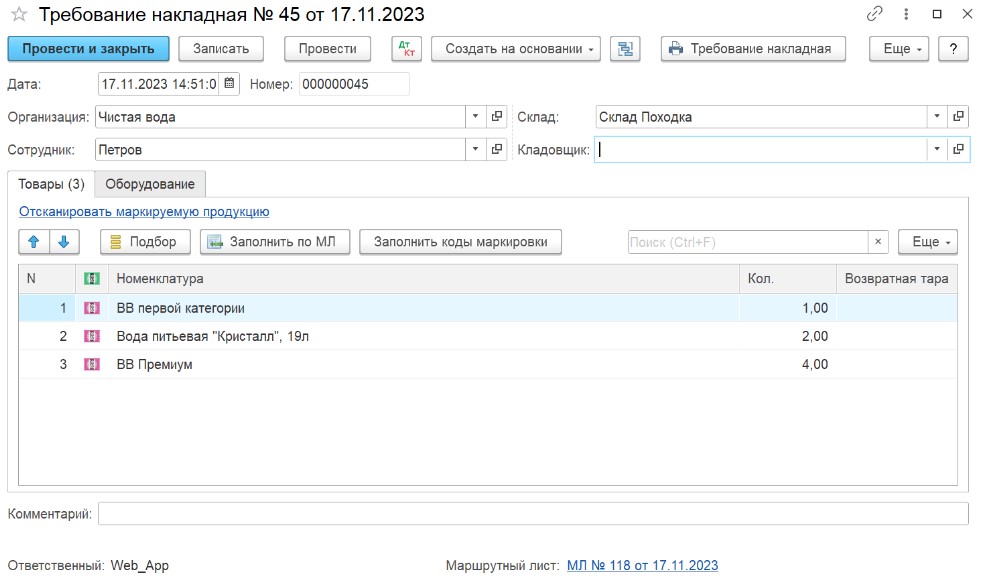 Требование накладная № 45 от 17.11.2023
Провести и закрыть Записать Провести Дт Кт Создать на основании Требование накладная Еще ?
Дата: 17.11.2023 14:51:0 Номер: 000000045
Организация: Чистая вода Склад: Склад Походка
Сотрудник: Петров Кладовщик:
Товары (3) Оборудование
Отсканировать маркируемую продукцию
Подбор Заполнить по МЛ Заполнить коды маркировки Поиск (Ctrl+F) × Еще
N Номенклатура Кол. Возвратная тара
1 ВВ первой категории 1,00
2 Вода питьевая "Кристалл", 19л 2,00
3 ВВ Премиум 4,00
Комментарий:
Ответственный: Web_App Маршрутный лист: МЛ № 118 от 17.11.2023